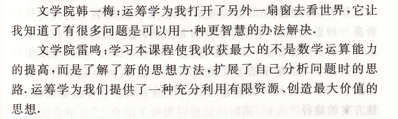 文学院韩一梅:运筹学为我打开了另外一扇窗去看世界,它让
我知道了有很多问题是可以用一种更智慧的办法解决.
文学院雷鸣:学习本课程使我收获最大的不是数学运算能力
的提高,而是了解了新的思想方法,扩展了自己分析问题时的思
路.运筹学为我们提供了一种充分利用有限资源、创造最大价值的
思想.